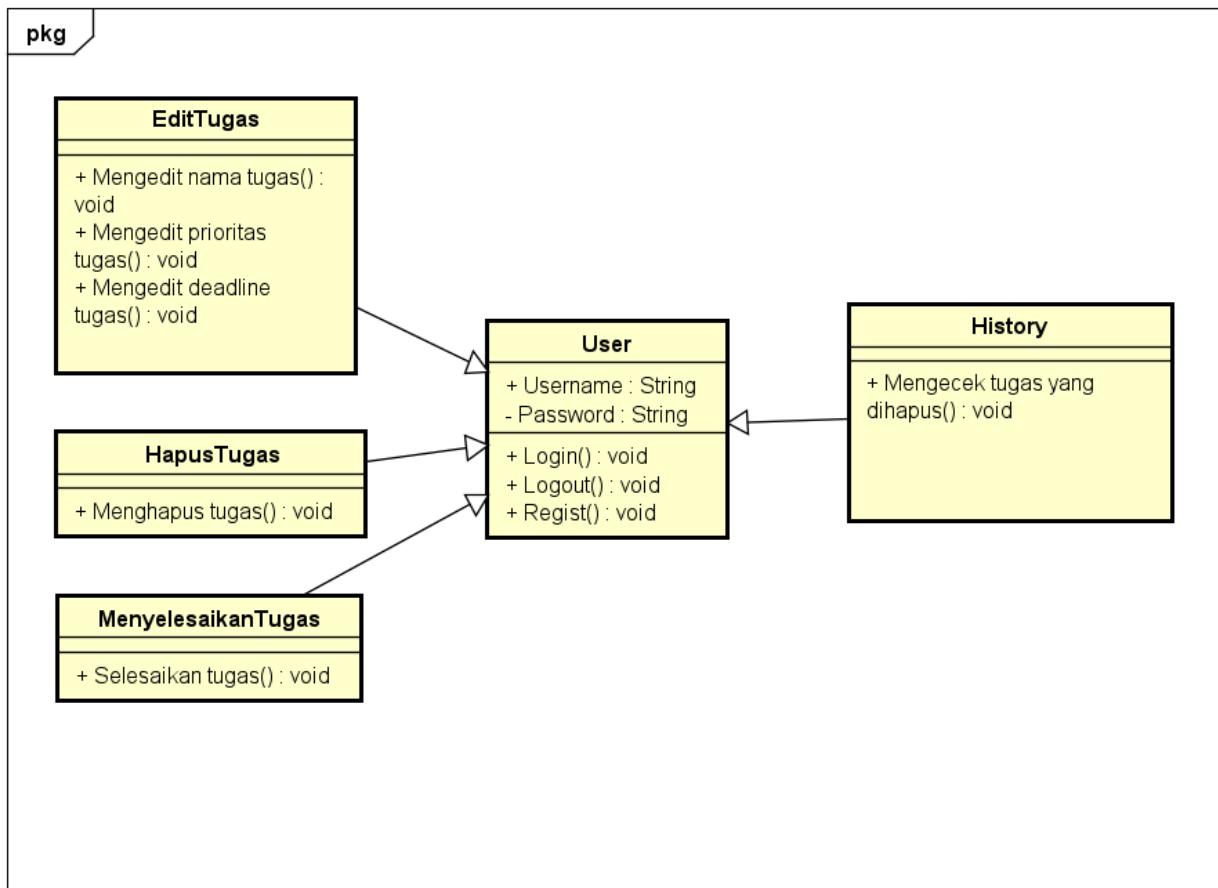 pkg
EditTugas
+ Mengedit nama tugas() :
void
+ Mengedit prioritas
tugas() : void
+ Mengedit deadline
tugas() : void
HapusTugas
+ Menghapus tugas() : void
MenyelesaikanTugas
+ Selesaikan tugas() : void
User
+ Username : String
- Password : String
+ Login() : void
+ Logout() : void
+ Regist() : void
History
+ Mengecek tugas yang
dihapus() : void